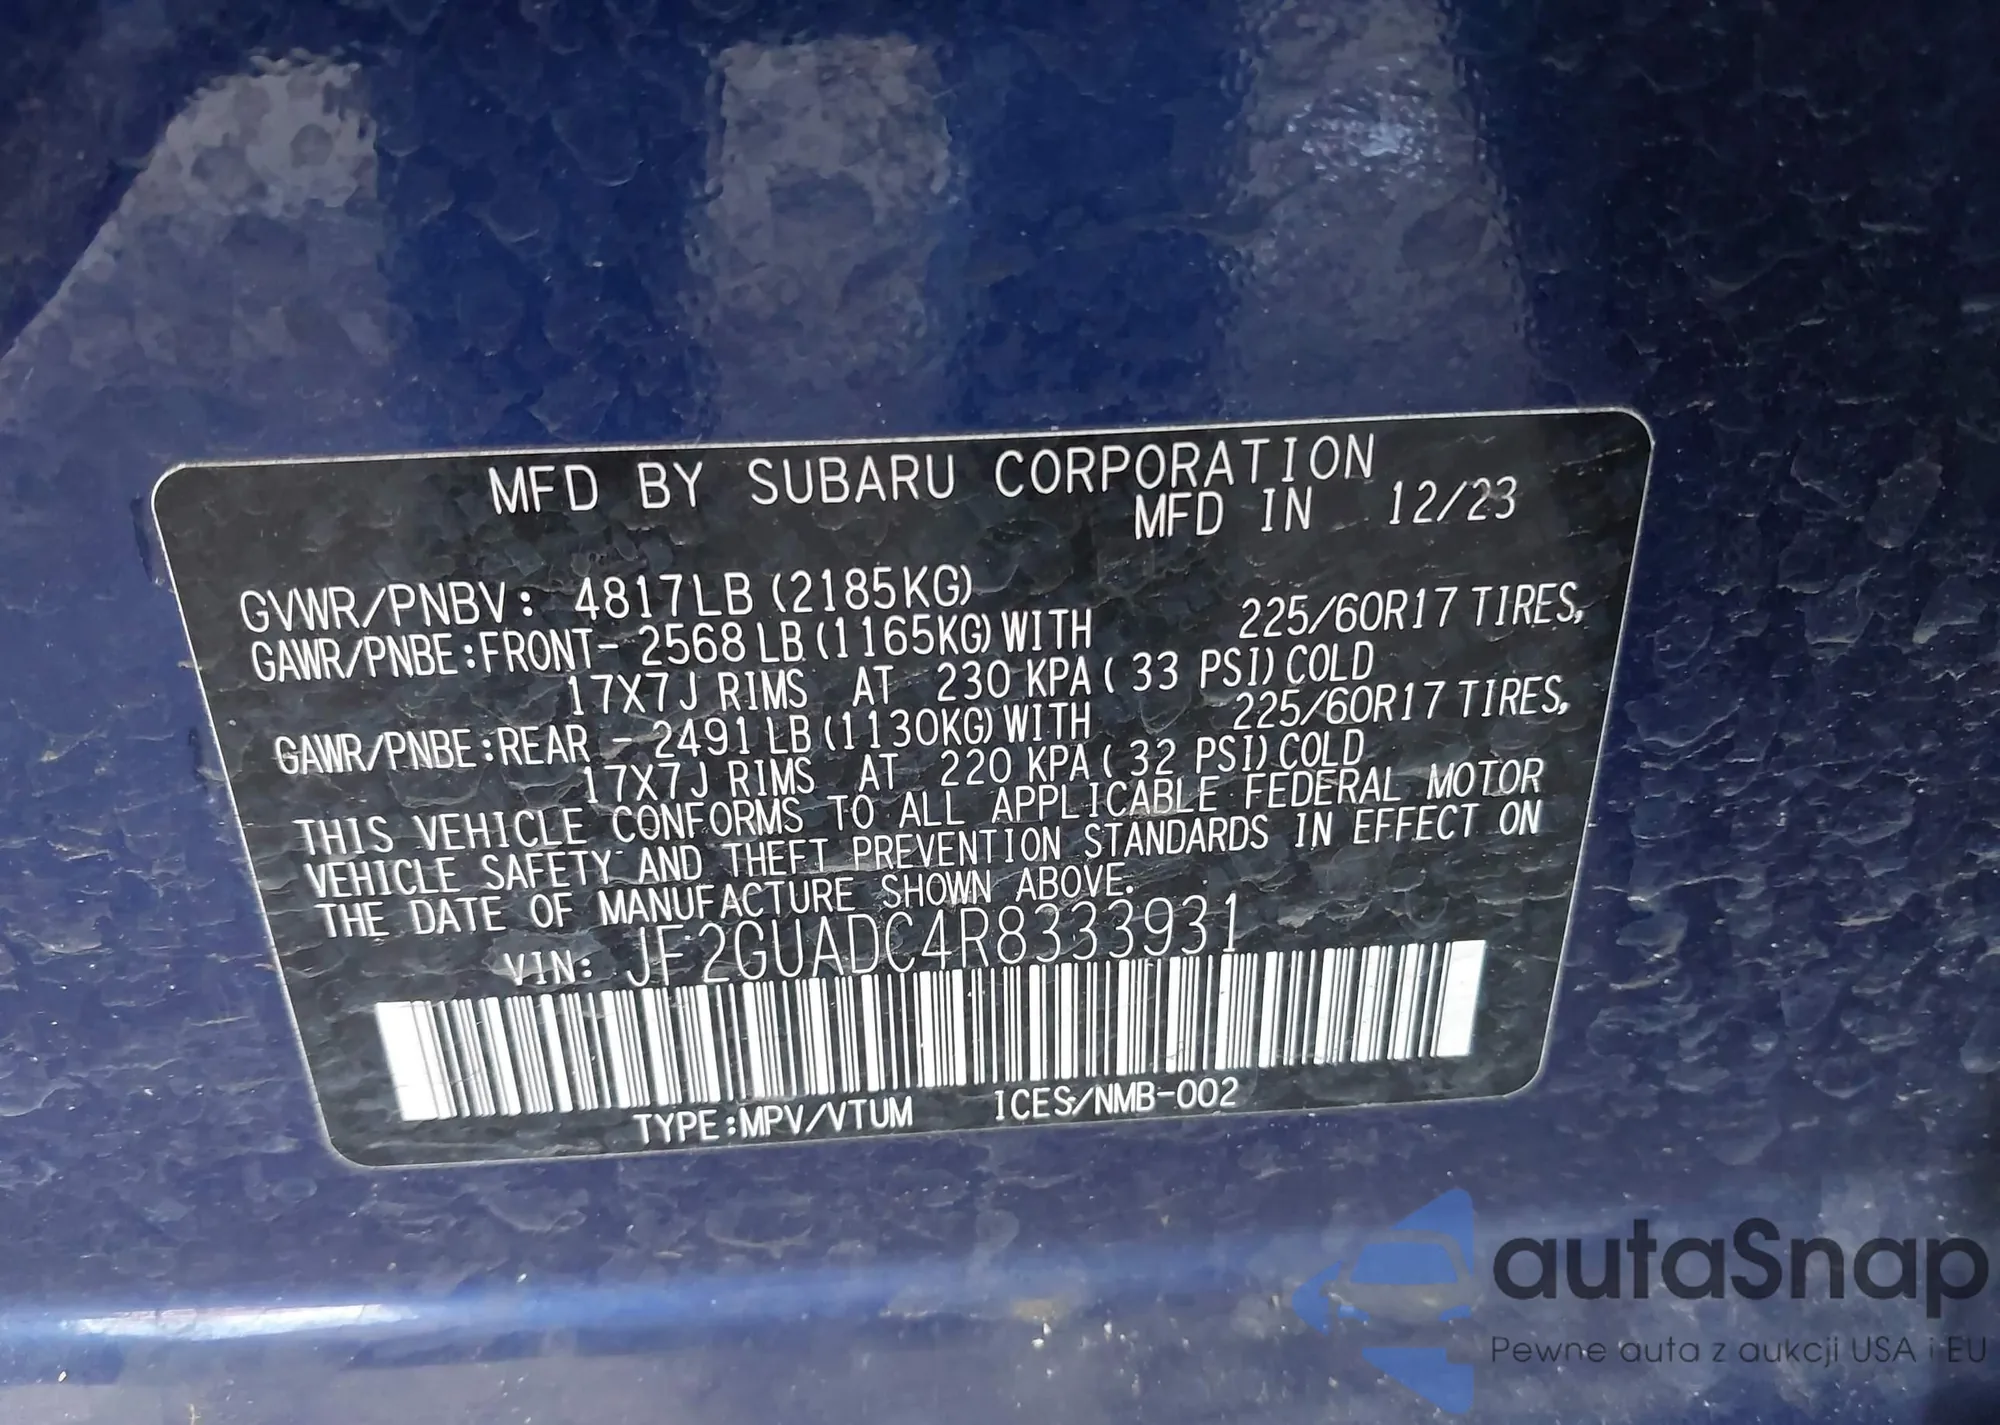 MFD BY SUBARU CORPORATION
MFD IN 12/23
GVWR/PNBV: 4817LB (2185KG)
GAWR/PNBE:FRONT- 2568 LB (1165KG) WITH 225/60R17 TIRES,
17X7J RIMS AT 230 KPA ( 33 PSI) COLD
GAWR/PNBE:REAR - 2491 LB (1130KG) WITH 225/60R17 TIRES,
17X7J RIMS AT 220 KPA ( 32 PSI) COLD
THIS VEHICLE CONFORMS TO ALL APPLICABLE FEDERAL MOTOR
VEHICLE SAFETY AND THEFT PREVENTION STANDARDS IN EFFECT ON
THE DATE OF MANUFACTURE SHOWN ABOVE.
VIN: JF2GUADC4R8333931
TYPE:MPV/VTUM ICES/NMB-002
autaSnap
Pewne auta z aukcji USA i EU